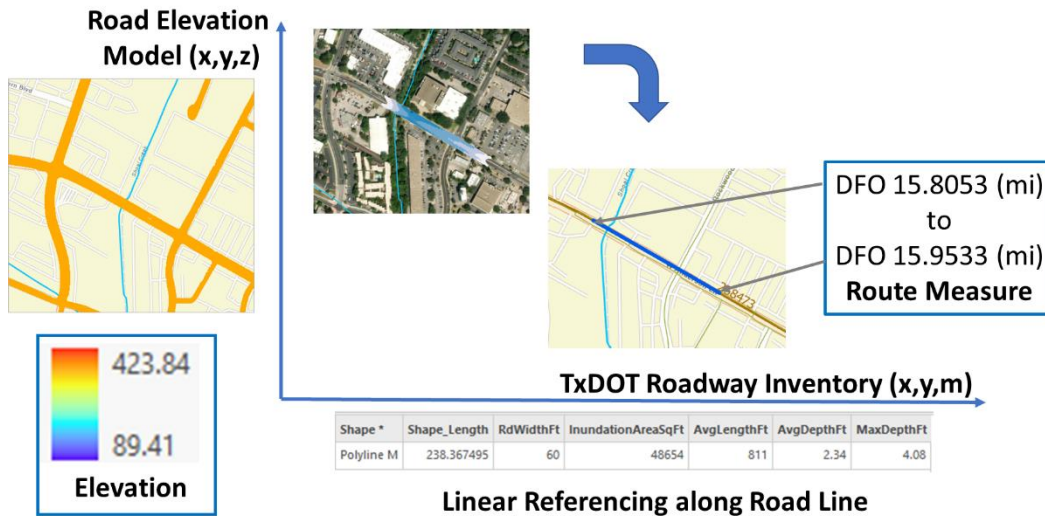 Road Elevation
Model (x,y,z)
DFO 15.8053 (mi)
to
DFO 15.9533 (mi)
Route Measure
423.84
89.41
Elevation
TxDOT Roadway Inventory (x,y,m)
Shape * Shape_Length RdWidthFt InundationAreaSqFt AvgLengthFt AvgDepthFt MaxDepthFt
Polyline M 238.367495 60 48654 811 2.34 4.08
Linear Referencing along Road Line